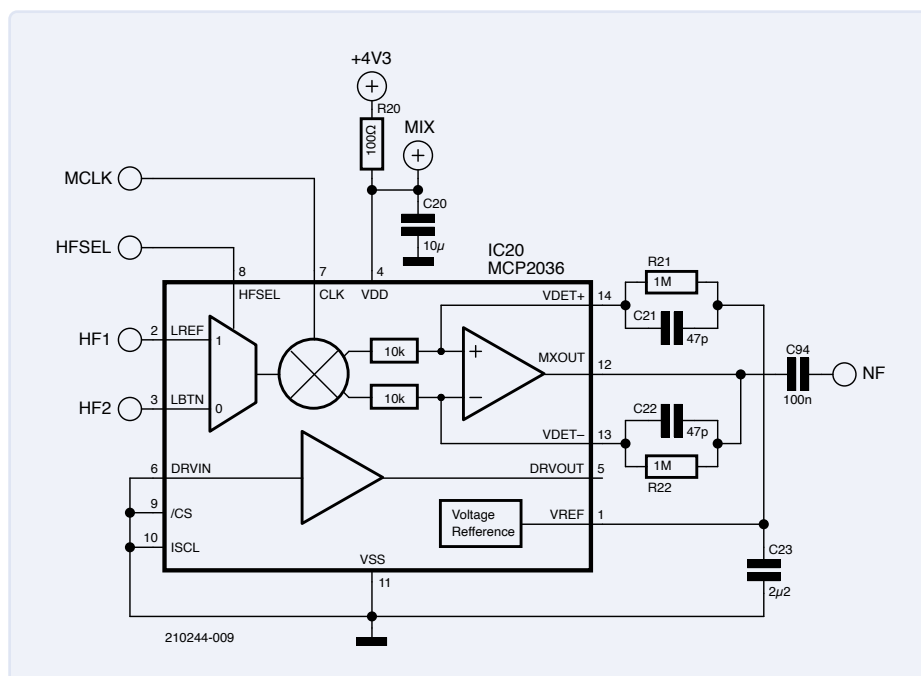 +4V3
R20
100Ω
MIX
MCLK
C20
10µ
HFSEL
IC20
MCP2036
8
7
4
HFSEL
CLK
VDD
R21
1M
VDET+
14
C21
47p
HF1
2
LREF
1
10k
+
MXOUT
12
C94
100n
NF
HF2
3
LBTN
0
10k
−
C22
47p
VDET−
13
1M
R22
6
DRVIN
DRVOUT
5
9
/CS
Voltage
Refference
VREF
1
10
ISCL
C23
2µ2
VSS
11
210244-009